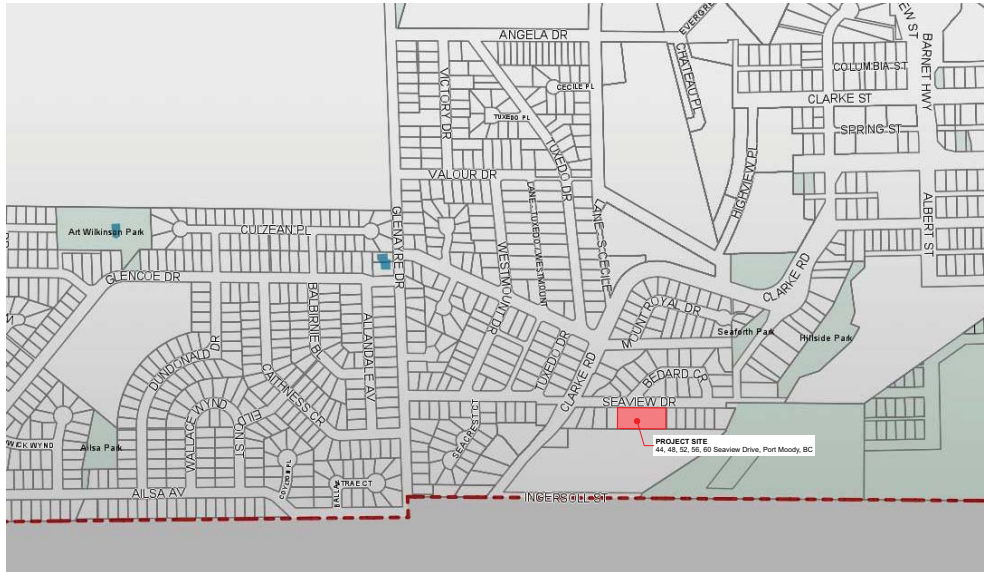 ANGELA DR
EVERGR
CHATEAU PL
EW ST
BARNET HWY
COLUMBIA ST
CLARKE ST
SPRING ST
VICTORY DR
CECILE PL
TUXEDO PL
TUXEDO DR
HIGHVIEW PL
VALOUR DR
LANE - TUXEDO / WESTMOUNT
LANE - S CECILE
ALBERT ST
Art Wilkinson Park
CULZEAN PL
GLENAYRE DR
GLENCOE DR
WESTMOUNT DR
CLARKE RD
MOUNT ROYAL DR
Seaforth Park
Hillside Park
BALBIRNIE B
ALLANDALE AV
DUNDONALD DR
CAITHNESS CR
TUXEDO DR
CLARKE RD
BEDARD CR
SEAVIEW DR
WALLACE WYND
SEACREST CT
PROJECT SITE
44, 48, 52, 56, 60 Seaview Drive, Port Moody, BC
WICK WYND
Ailsa Park
AILSA AV
INGERSOLL ST